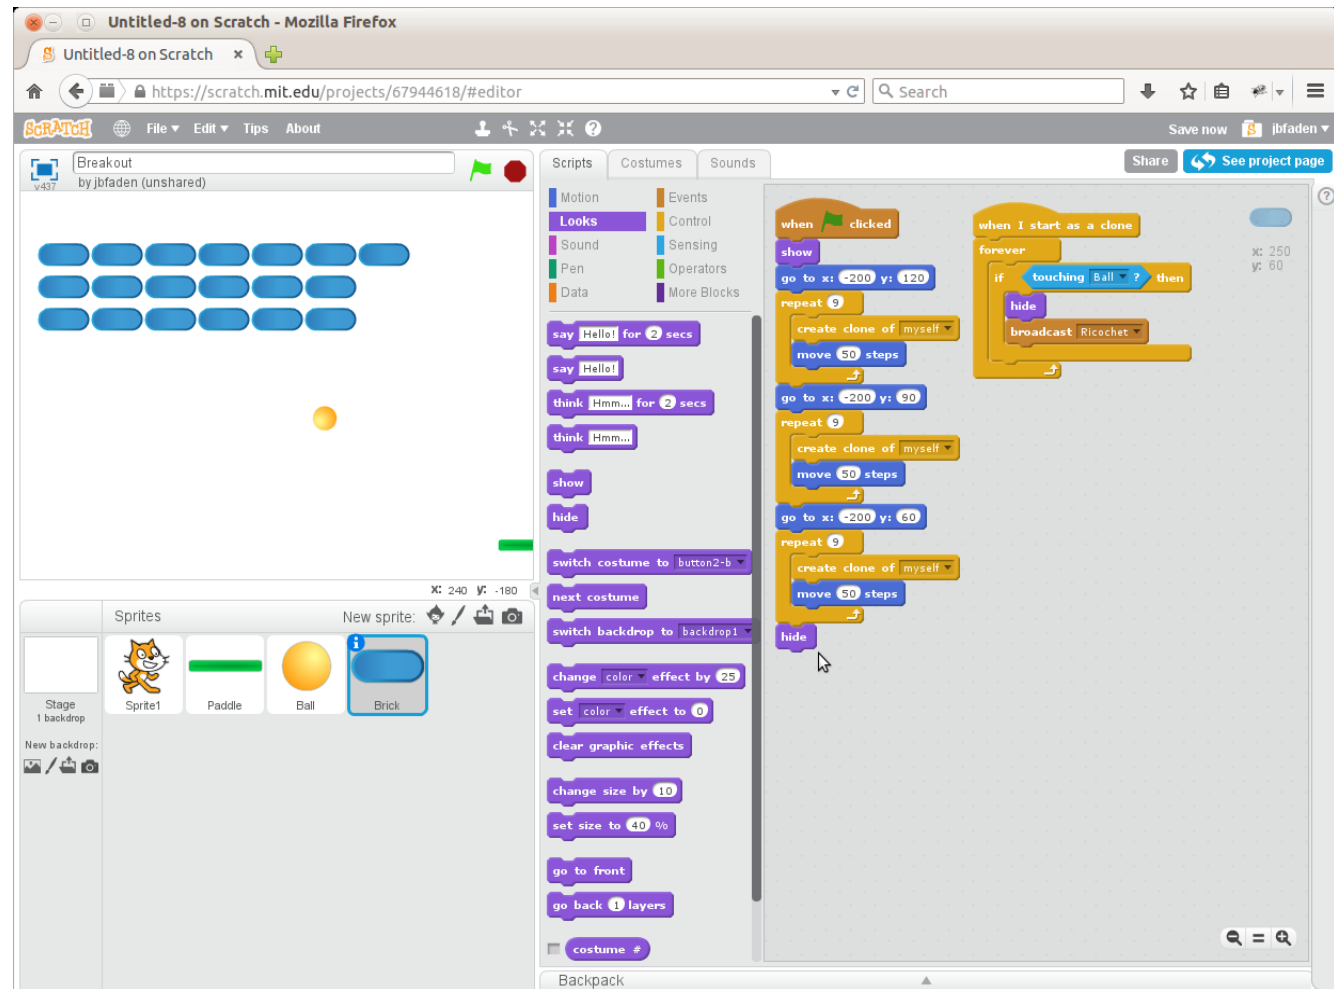 Untitled-8 on Scratch - Mozilla Firefox
Untitled-8 on Scratch
https://scratch.mit.edu/projects/67944618/#editor
Search
SCRATCH File Edit Tips About
Save now jbfaden
v437
Breakout
by jbfaden (unshared)
X: 240 y: -180
Sprites
New sprite:
Stage
1 backdrop
New backdrop:
Sprite1
Paddle
Ball
Brick
Scripts Costumes Sounds
Share
See project page
Motion
Looks
Sound
Pen
Data
Events
Control
Sensing
Operators
More Blocks
say Hello! for 2 secs
say Hello!
think Hmm... for 2 secs
think Hmm...
show
hide
switch costume to button2-b
next costume
switch backdrop to backdrop1
change color effect by 25
set color effect to 0
clear graphic effects
change size by 10
set size to 40 %
go to front
go back 1 layers
costume #
when clicked
show
go to x: -200 y: 120
repeat 9
create clone of myself
move 50 steps
go to x: -200 y: 90
repeat 9
create clone of myself
move 50 steps
go to x: -200 y: 60
repeat 9
create clone of myself
move 50 steps
hide
when I start as a clone
forever
if touching Ball ? then
hide
broadcast Ricochet
x: 250
y: 60
?
Backpack